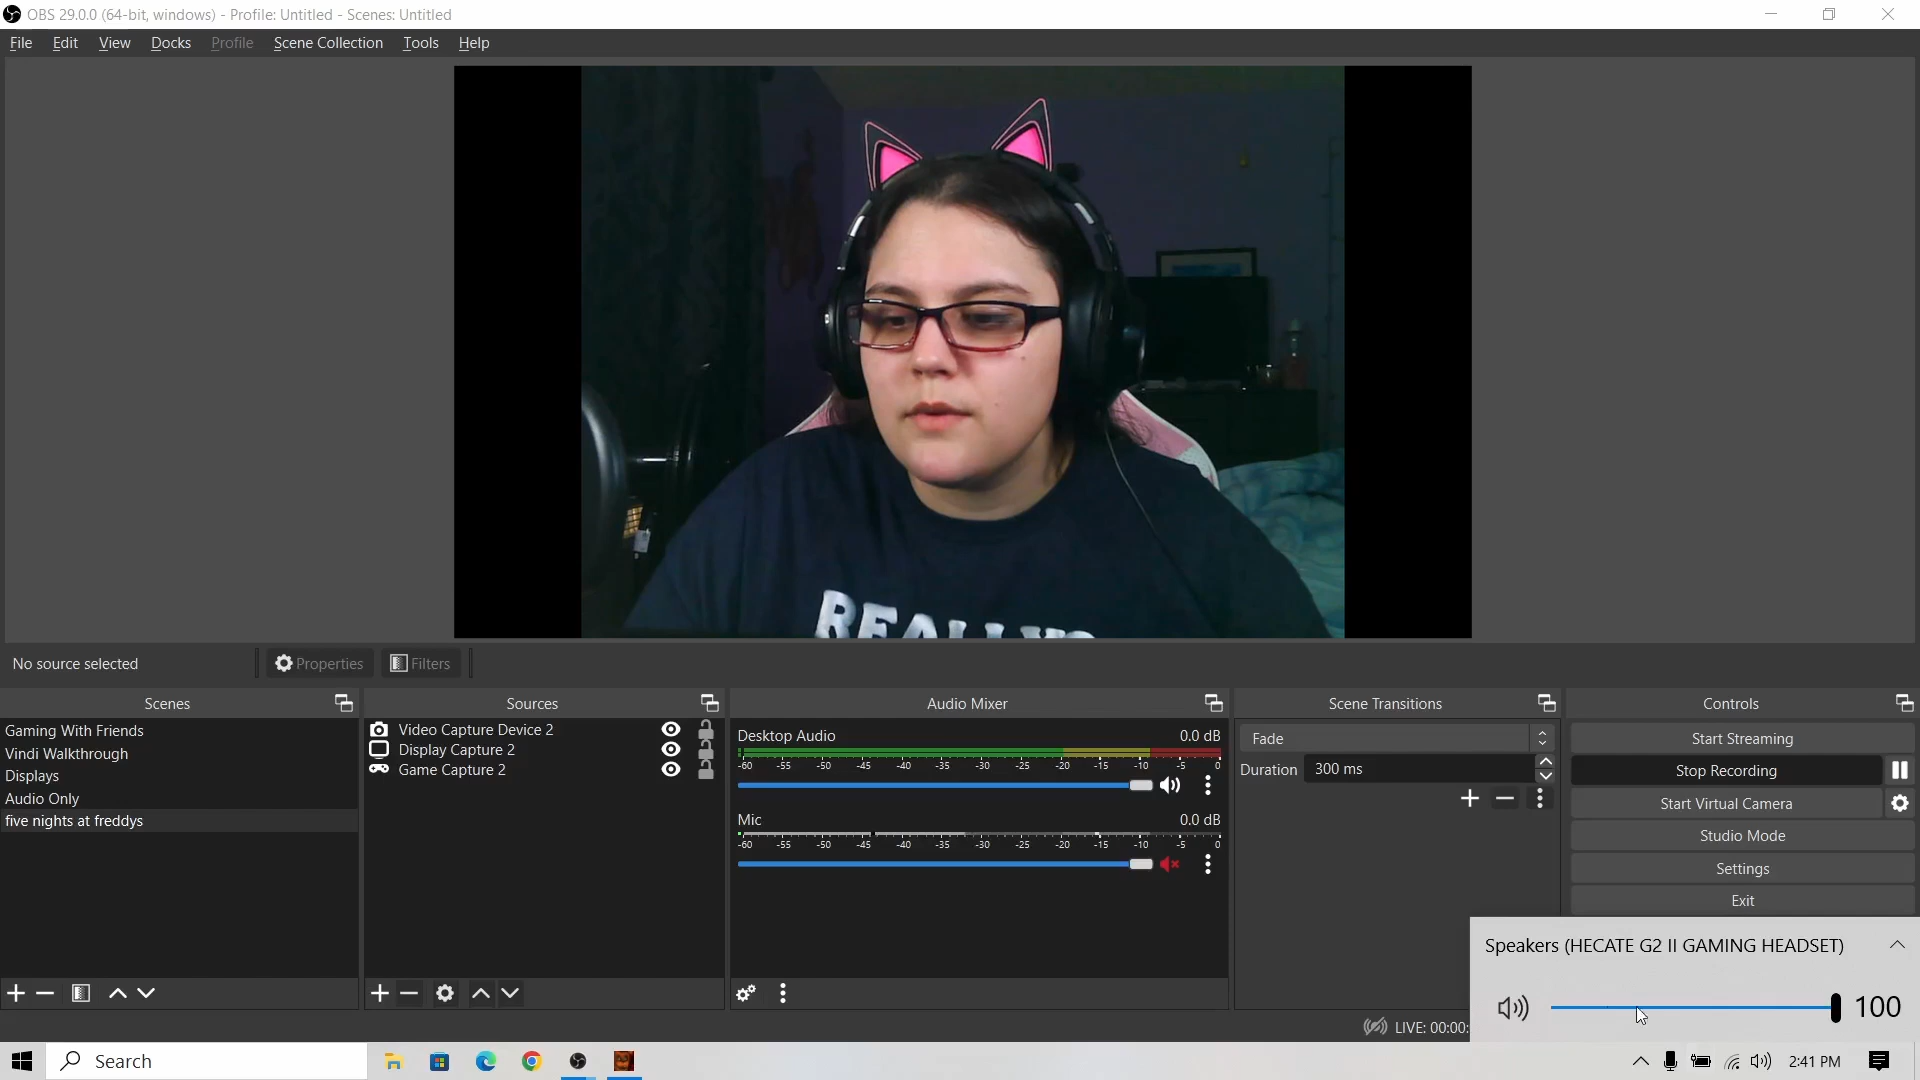 OBS 29.0.0 (64-bit, windows) - Profile: Untitled - Scenes: Untitled
File Edit View Docks Profile Scene Collection Tools Help
No source selected
Properties
Filters
Scenes
Gaming With Friends
Vindi Walkthrough
Displays
Audio Only
five nights at freddys
Sources
Video Capture Device 2
Display Capture 2
Game Capture 2
Audio Mixer
Desktop Audio 0.0 dB
-60 -55 -50 -45 -40 -35 -30 -25 -20 -15 -10 -5 0
Mic 0.0 dB
-60 -55 -50 -45 -40 -35 -30 -25 -20 -15 -10 -5 0
Scene Transitions
Fade
Duration 300 ms
Controls
Start Streaming
Stop Recording
Start Virtual Camera
Studio Mode
Settings
Exit
Speakers (HECATE G2 II GAMING HEADSET)
100
LIVE: 00:00:
Search
2:41 PM